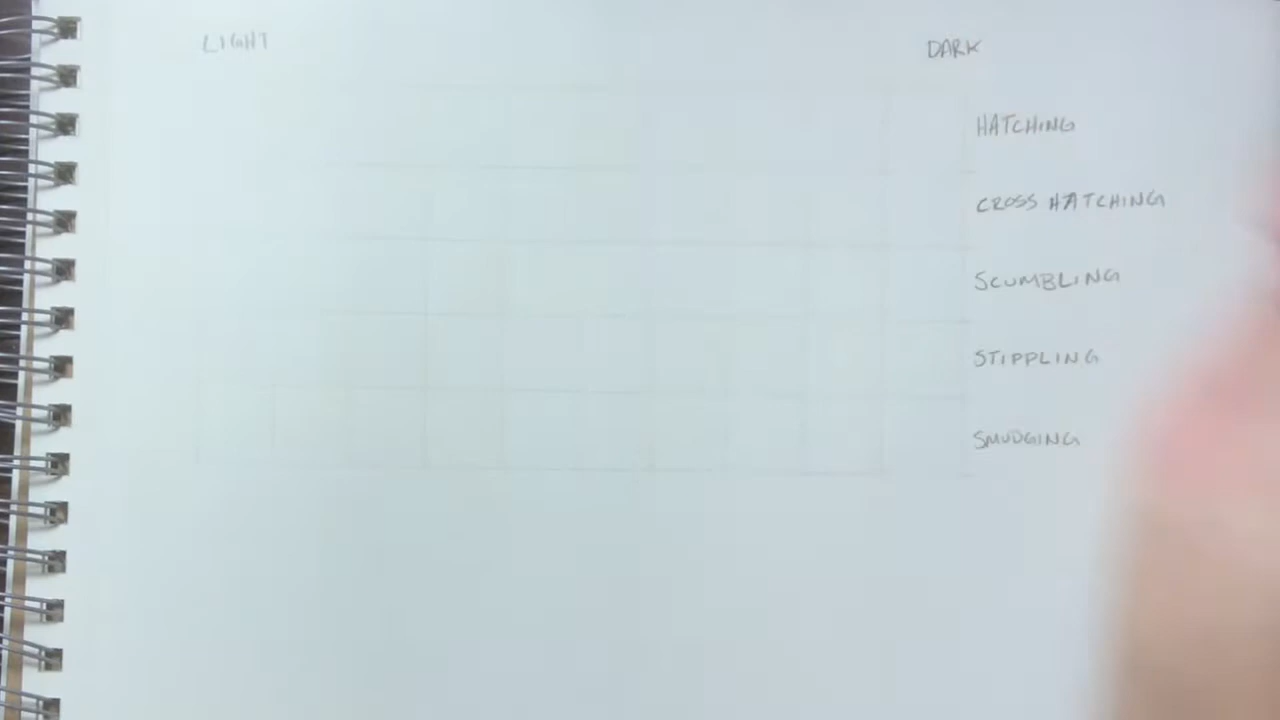 LIGHT
DARK
HATCHING
CROSS HATCHING
SCUMBLING
STIPPLING
SMUDGING